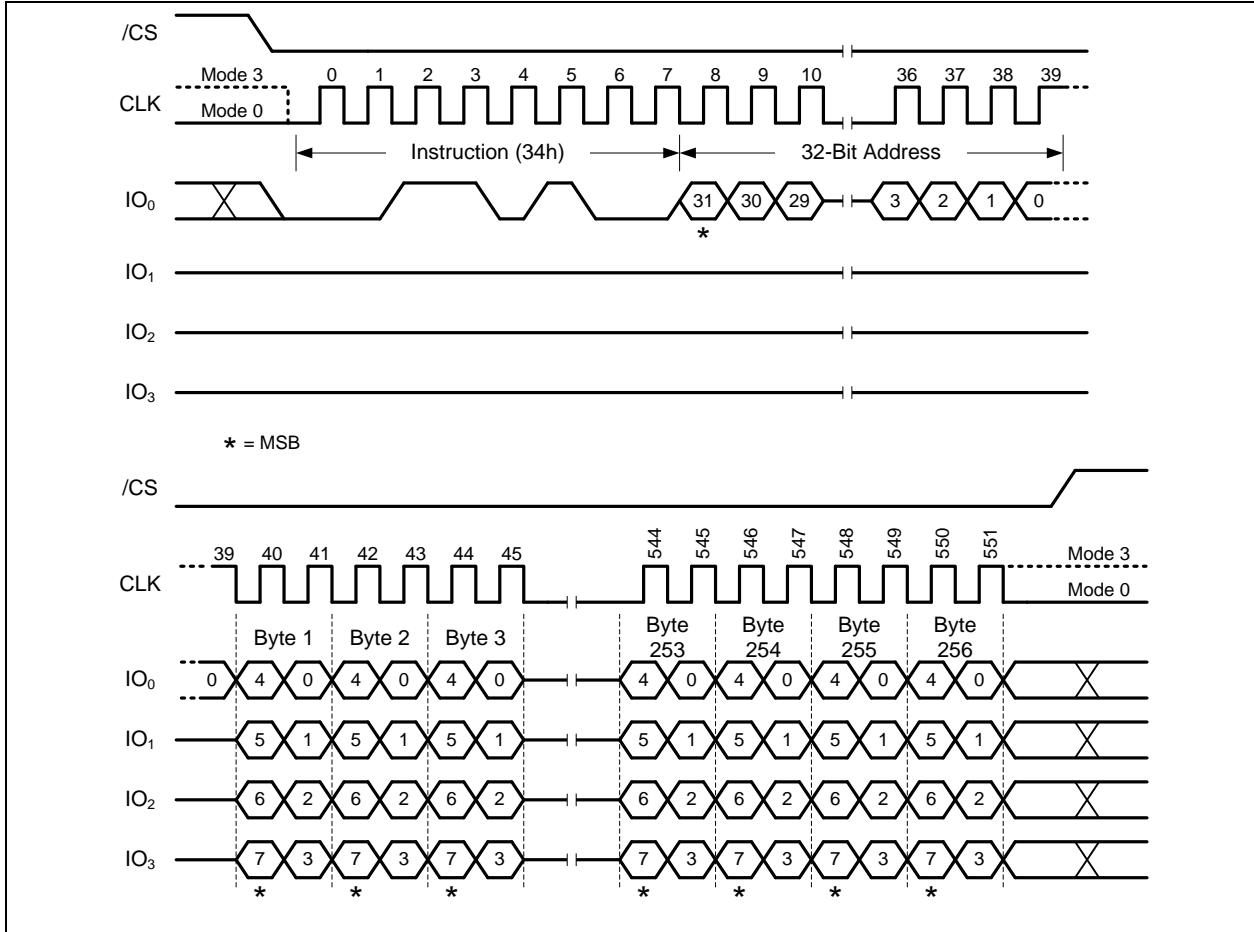 /CS
Mode 3 0 1 2 3 4 5 6 7 8 9 10 36 37 38 39
CLK
Mode 0
Instruction (34h) 32-Bit Address
IO₀ 31 30 29 3 2 1 0
*
IO₁
IO₂
IO₃
* = MSB
/CS
39 40 41 42 43 44 45 544 545 546 547 548 549 550 551 Mode 3
CLK
Mode 0
Byte 1 Byte 2 Byte 3 Byte 253 Byte 254 Byte 255 Byte 256
IO₀ 0 4 0 4 0 4 0 4 0 4 0 4 0 4 0
IO₁ 5 1 5 1 5 1 5 1 5 1 5 1 5 1
IO₂ 6 2 6 2 6 2 6 2 6 2 6 2 6 2
IO₃ 7 3 7 3 7 3 7 3 7 3 7 3 7 3
* * * * * * *